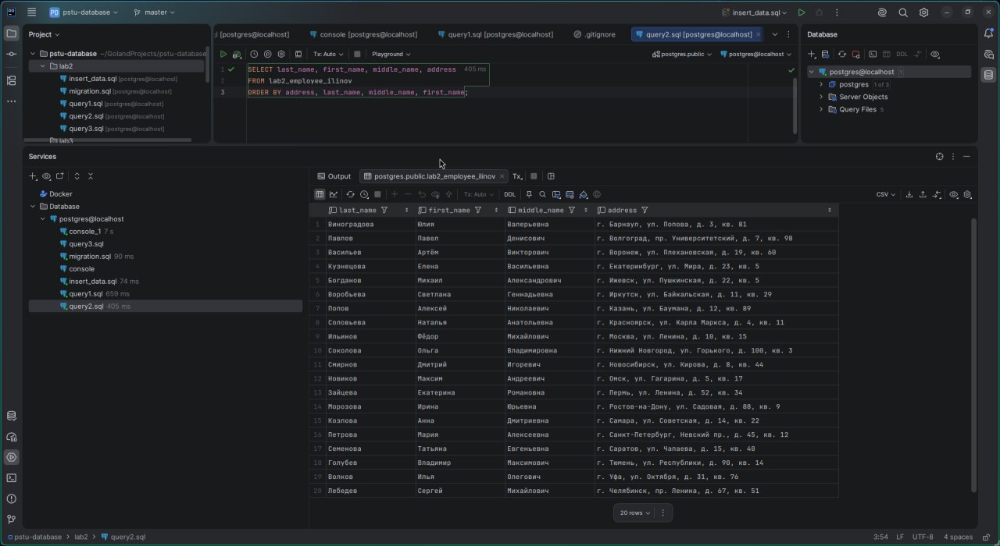 PD pstu-database master insert_data.sql
Project
l [postgres@localhost] console [postgres@localhost] query1.sql [postgres@localhost] .gitignore query2.sql [postgres@localhost]
Database
pstu-database ~/GolandProjects/pstu-database
lab2
insert_data.sql [postgres@localhost]
migration.sql [postgres@localhost]
query1.sql [postgres@localhost]
query2.sql [postgres@localhost]
query3.sql [postgres@localhost]
lab3
Tx: Auto Playground postgres.public postgres@localhost
1 SELECT last_name, first_name, middle_name, address 405 ms
2 FROM lab2_employee_ilinov
3 ORDER BY address, last_name, middle_name, first_name;
DDL
postgres@localhost 1
postgres 1 of 3
Server Objects
Query Files 5
Services
Docker
Database
postgres@localhost
console_1 7 s
query3.sql
migration.sql 90 ms
console
insert_data.sql 74 ms
query1.sql 659 ms
query2.sql 405 ms
Output postgres.public.lab2_employee_ilinov Tx
Tx: Auto DDL CSV
last_name first_name middle_name address
1 Виноградова Юлия Валерьевна г. Барнаул, ул. Попова, д. 3, кв. 81
2 Павлов Павел Денисович г. Волгоград, пр. Университетский, д. 7, кв. 98
3 Васильев Артём Викторович г. Воронеж, ул. Плехановская, д. 19, кв. 60
4 Кузнецова Елена Васильевна г. Екатеринбург, ул. Мира, д. 23, кв. 5
5 Богданов Михаил Александрович г. Ижевск, ул. Пушкинская, д. 22, кв. 5
6 Воробьева Светлана Геннадьевна г. Иркутск, ул. Байкальская, д. 11, кв. 29
7 Попов Алексей Николаевич г. Казань, ул. Баумана, д. 12, кв. 89
8 Соловьева Наталья Анатольевна г. Красноярск, ул. Карла Маркса, д. 4, кв. 11
9 Ильинов Фёдор Михайлович г. Москва, ул. Ленина, д. 10, кв. 15
10 Соколова Ольга Владимировна г. Нижний Новгород, ул. Горького, д. 100, кв. 3
11 Смирнов Дмитрий Игоревич г. Новосибирск, ул. Кирова, д. 8, кв. 44
12 Новиков Максим Андреевич г. Омск, ул. Гагарина, д. 5, кв. 17
13 Зайцева Екатерина Романовна г. Пермь, ул. Ленина, д. 52, кв. 34
14 Морозова Ирина Юрьевна г. Ростов-на-Дону, ул. Садовая, д. 88, кв. 9
15 Козлова Анна Дмитриевна г. Самара, ул. Советская, д. 14, кв. 22
16 Петрова Мария Алексеевна г. Санкт-Петербург, Невский пр., д. 45, кв. 12
17 Семенова Татьяна Евгеньевна г. Саратов, ул. Чапаева, д. 15, кв. 40
18 Голубев Владимир Максимович г. Тюмень, ул. Республики, д. 90, кв. 14
19 Волков Илья Олегович г. Уфа, ул. Октября, д. 31, кв. 76
20 Лебедев Сергей Михайлович г. Челябинск, пр. Ленина, д. 67, кв. 51
20 rows
pstu-database lab2 query2.sql
3:54 LF UTF-8 4 spaces